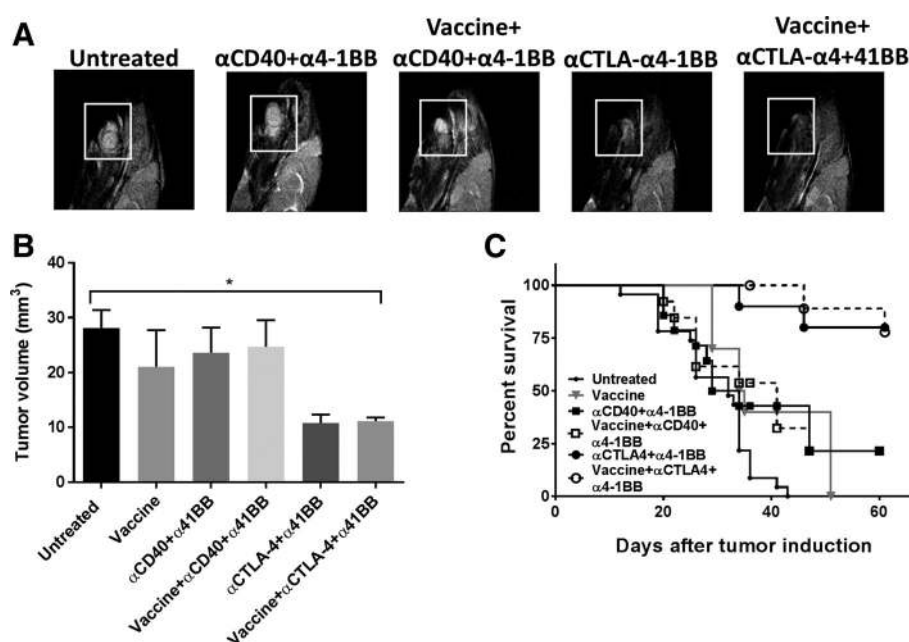 A
Untreated
αCD40+α4-1BB
Vaccine+
αCD40+α4-1BB
αCTLA-α4-1BB
Vaccine+
αCTLA-α4+41BB
B
Tumor volume (mm3)
40
30
20
10
0
*
Untreated
Vaccine
αCD40+α41BB
Vaccine+αCD40+α41BB
αCTLA-4+α41BB
Vaccine+αCTLA-4+α41BB
C
Percent survival
100
75
50
25
0
Untreated
Vaccine
αCD40+α4-1BB
Vaccine+αCD40+
α4-1BB
αCTLA4+α4-1BB
Vaccine+αCTLA4+
α4-1BB
0
20
40
60
Days after tumor induction